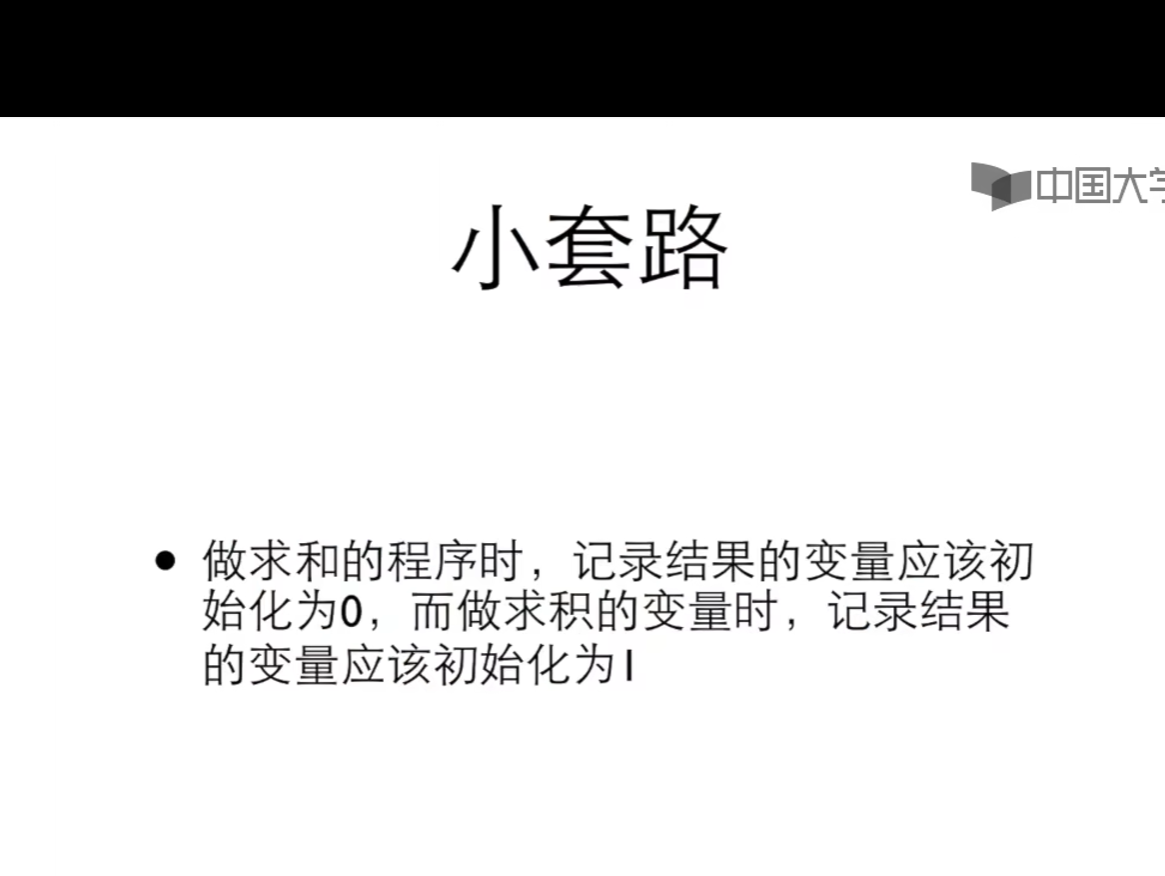 中国大学
小套路
• 做求和的程序时，记录结果的变量应该初
始化为0，而做求积的变量时，记录结果
的变量应该初始化为1